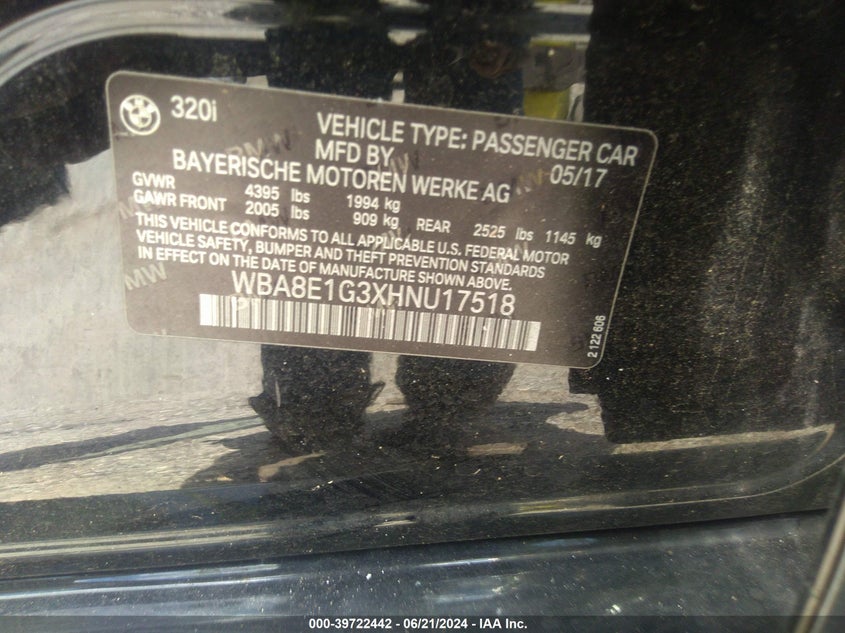 320i
VEHICLE TYPE: PASSENGER CAR
MFD BY
BAYERISCHE MOTOREN WERKE AG 05/17
GVWR 4395 lbs 1994 kg
GAWR FRONT 2005 lbs 909 kg REAR 2525 lbs 1145 kg
THIS VEHICLE CONFORMS TO ALL APPLICABLE U.S. FEDERAL MOTOR
VEHICLE SAFETY, BUMPER AND THEFT PREVENTION STANDARDS
IN EFFECT ON THE DATE OF MANUFACTURE SHOWN ABOVE.
WBA8E1G3XHNU17518
P1
2 122 606
000-39722442 - 06/21/2024 - IAA Inc.